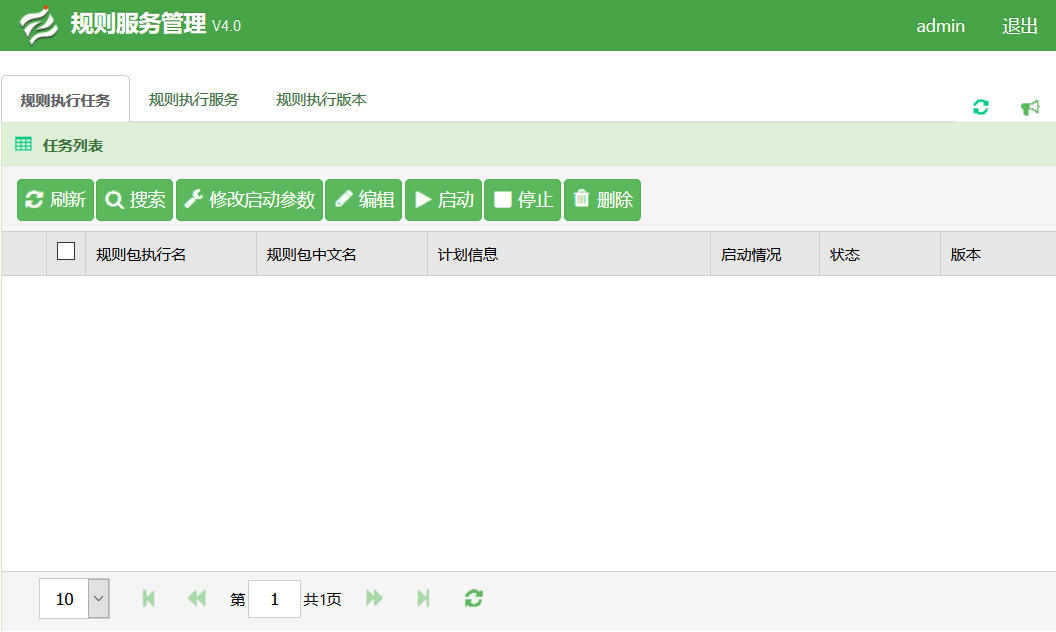 规则服务管理 V4.0 admin 退出
规则执行任务 规则执行服务 规则执行版本
任务列表
刷新 搜索 修改启动参数 编辑 启动 停止 删除
规则包执行名 规则包中文名 计划信息 启动情况 状态 版本
10 第 1 共1页